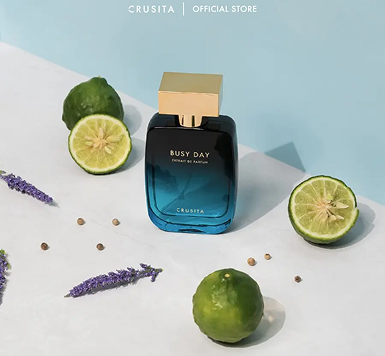 CRUSITA | OFFICIAL STORE
BUSY DAY
EXTRAIT DE PARFUM
CRUSITA